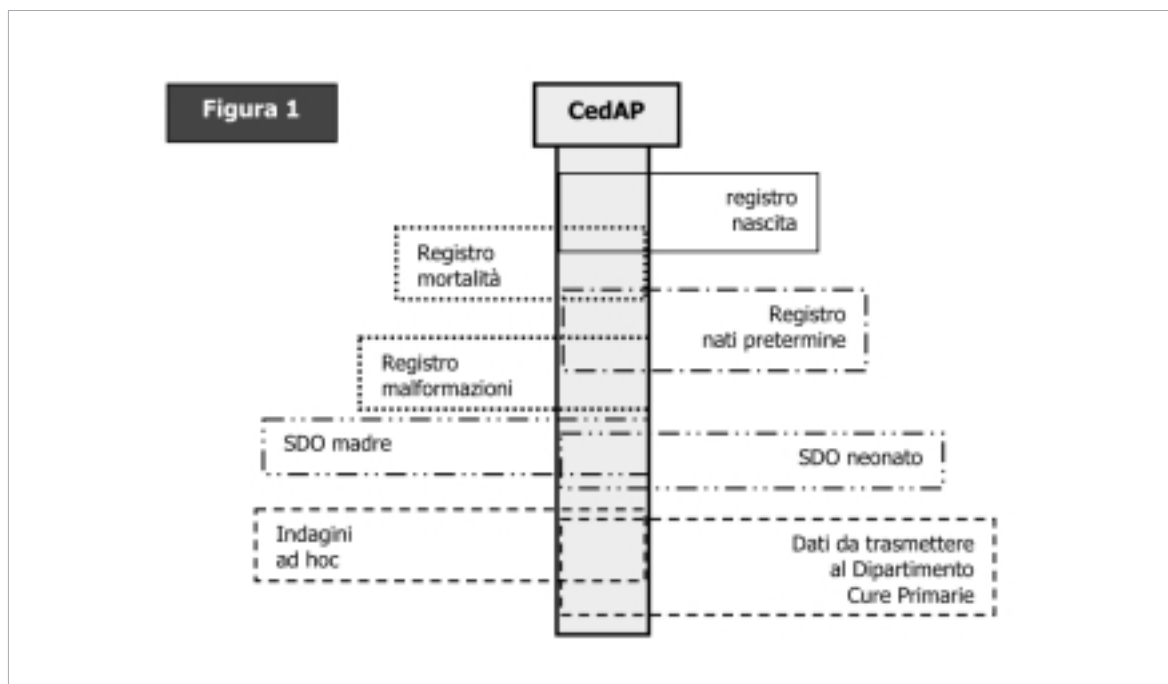 Figura 1
CedAP
registro
nascita
Registro
mortalità
Registro
nati pretermine
Registro
malformazioni
SDO madre
SDO neonato
Indagini
ad hoc
Dati da trasmettere
al Dipartimento
Cure Primarie